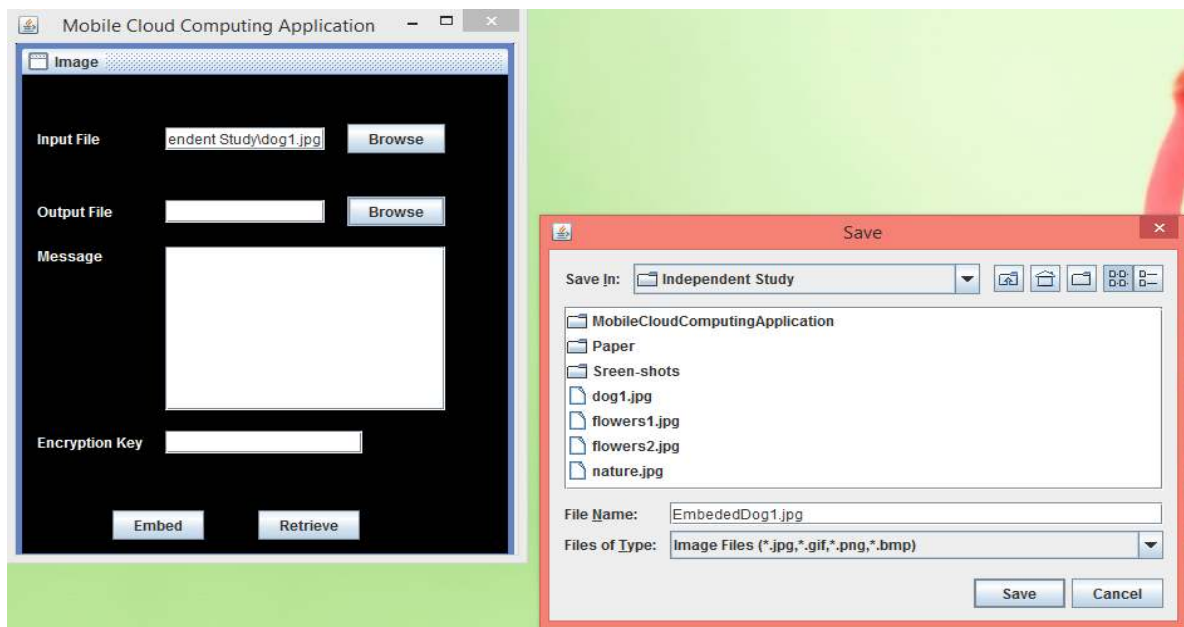 Mobile Cloud Computing Application
Image
Input File endent Study\dog1.jpg Browse
Output File Browse
Message
Encryption Key
Embed Retrieve
Save
Save In: Independent Study
MobileCloudComputingApplication
Paper
Sreen-shots
dog1.jpg
flowers1.jpg
flowers2.jpg
nature.jpg
File Name: EmbededDog1.jpg
Files of Type: Image Files (*.jpg,*.gif,*.png,*.bmp)
Save Cancel